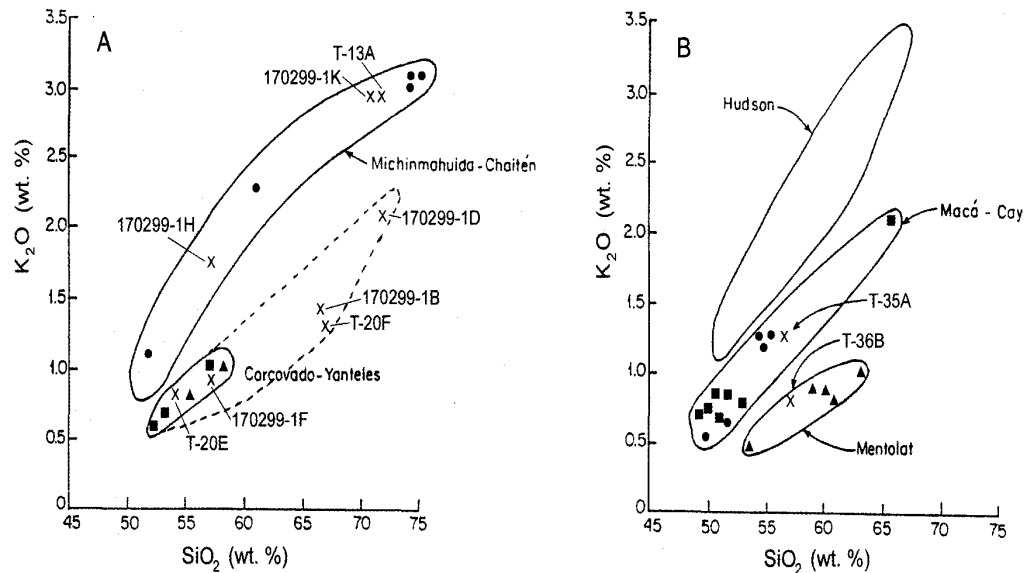 A
K2O (wt. %)
3.5
3.0
2.5
2.0
1.5
1.0
0.5
0
T-13A
170299-1K
Michinmahuida-Chaitén
170299-1H
170299-1D
170299-1B
T-20F
Corcovado-Yanteles
170299-1F
T-20E
45 50 55 60 65 70 75
SiO2 (wt. %)
B
K2O (wt. %)
3.5
3.0
2.5
2.0
1.5
1.0
0.5
0
Hudson
Macá - Cay
T-35A
T-36B
Mentolat
45 50 55 60 65 70 75
SiO2 (wt. %)